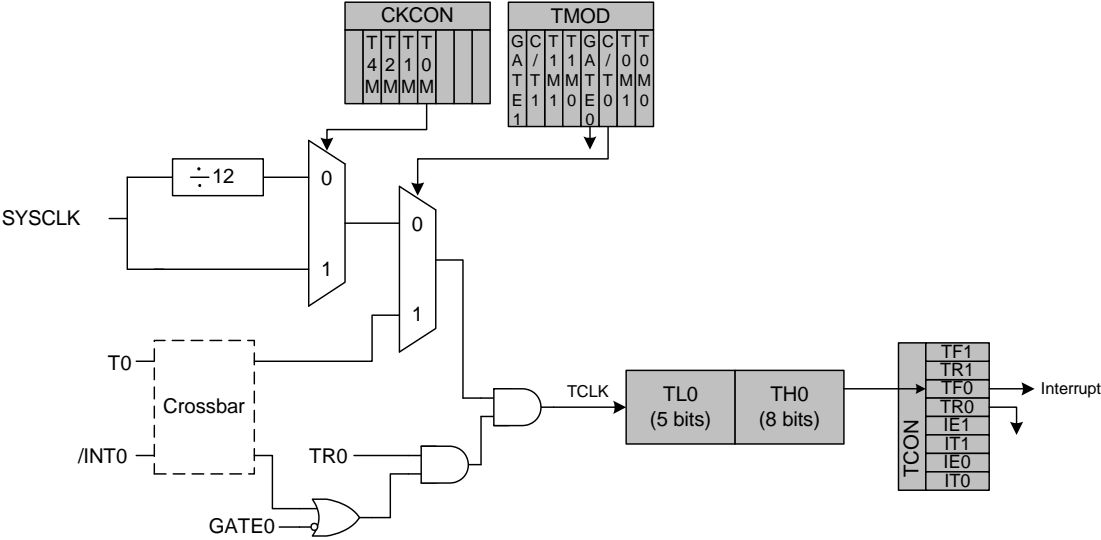 CKCON
T4M
T2M
T1M
T0M
TMOD
GATE1
C/T1
T1M1
T1M0
GATE0
C/T0
T0M1
T0M0
÷12
0
1
SYSCLK
0
1
T0
Crossbar
/INT0
TR0
GATE0
TCLK
TL0
(5 bits)
TH0
(8 bits)
TCON
TF1
TR1
TF0
TR0
IE1
IT1
IE0
IT0
Interrupt